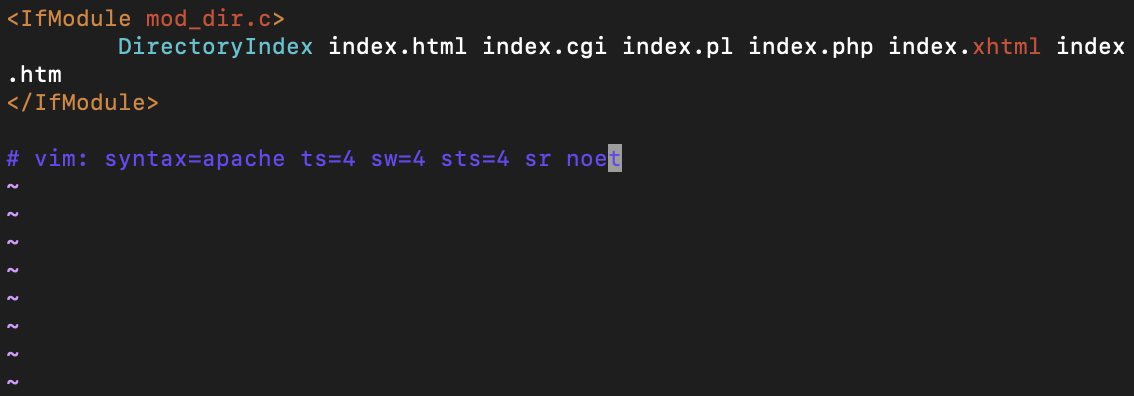 <IfModule mod_dir.c>
        DirectoryIndex index.html index.cgi index.pl index.php index.xhtml index
.htm
</IfModule>

# vim: syntax=apache ts=4 sw=4 sts=4 sr noet
~
~
~
~
~
~
~
~